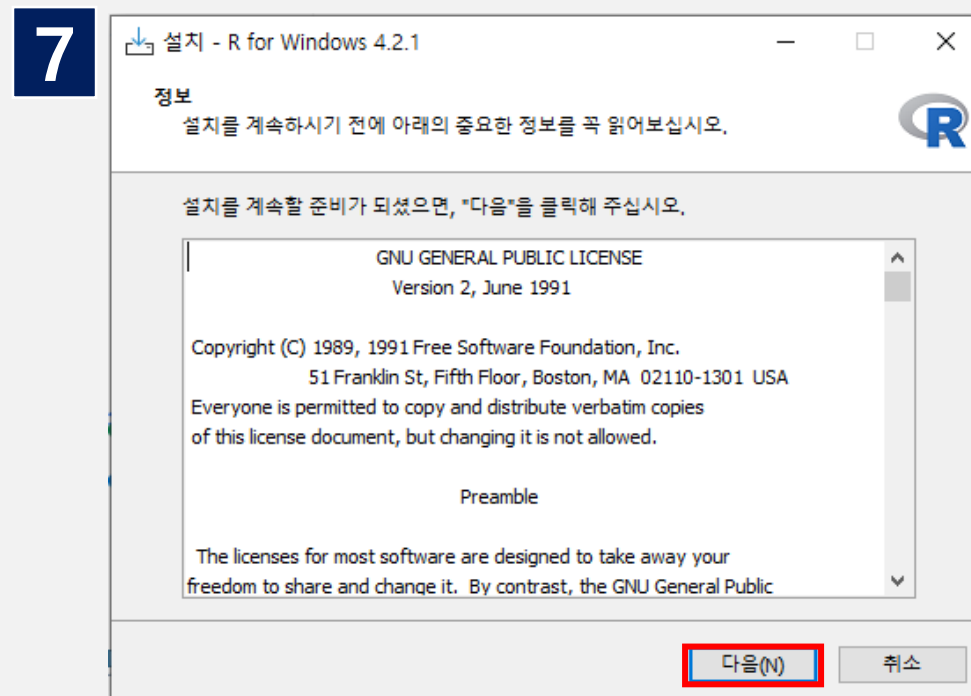 7
설치 - R for Windows 4.2.1
정보
설치를 계속하시기 전에 아래의 중요한 정보를 꼭 읽어보십시오.
R
설치를 계속할 준비가 되셨으면, "다음"을 클릭해 주십시오.
GNU GENERAL PUBLIC LICENSE
Version 2, June 1991
Copyright (C) 1989, 1991 Free Software Foundation, Inc.
51 Franklin St, Fifth Floor, Boston, MA 02110-1301 USA
Everyone is permitted to copy and distribute verbatim copies
of this license document, but changing it is not allowed.
Preamble
The licenses for most software are designed to take away your
freedom to share and change it. By contrast, the GNU General Public
다음(N) 취소